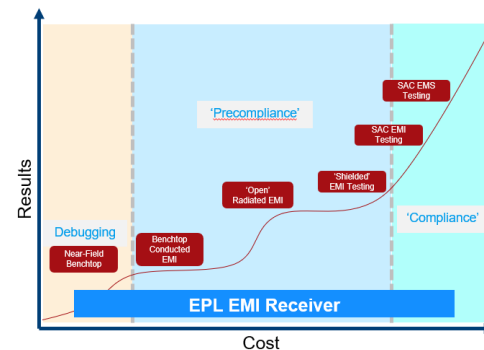 SAC EMS
Testing
'Precompliance'
SAC EMI
Testing
'Shielded'
EMI Testing
'Open'
Radiated EMI
Results
'Compliance'
Debugging
Benchtop
Conducted
EMI
Near-Field
Benchtop
EPL EMI Receiver
Cost